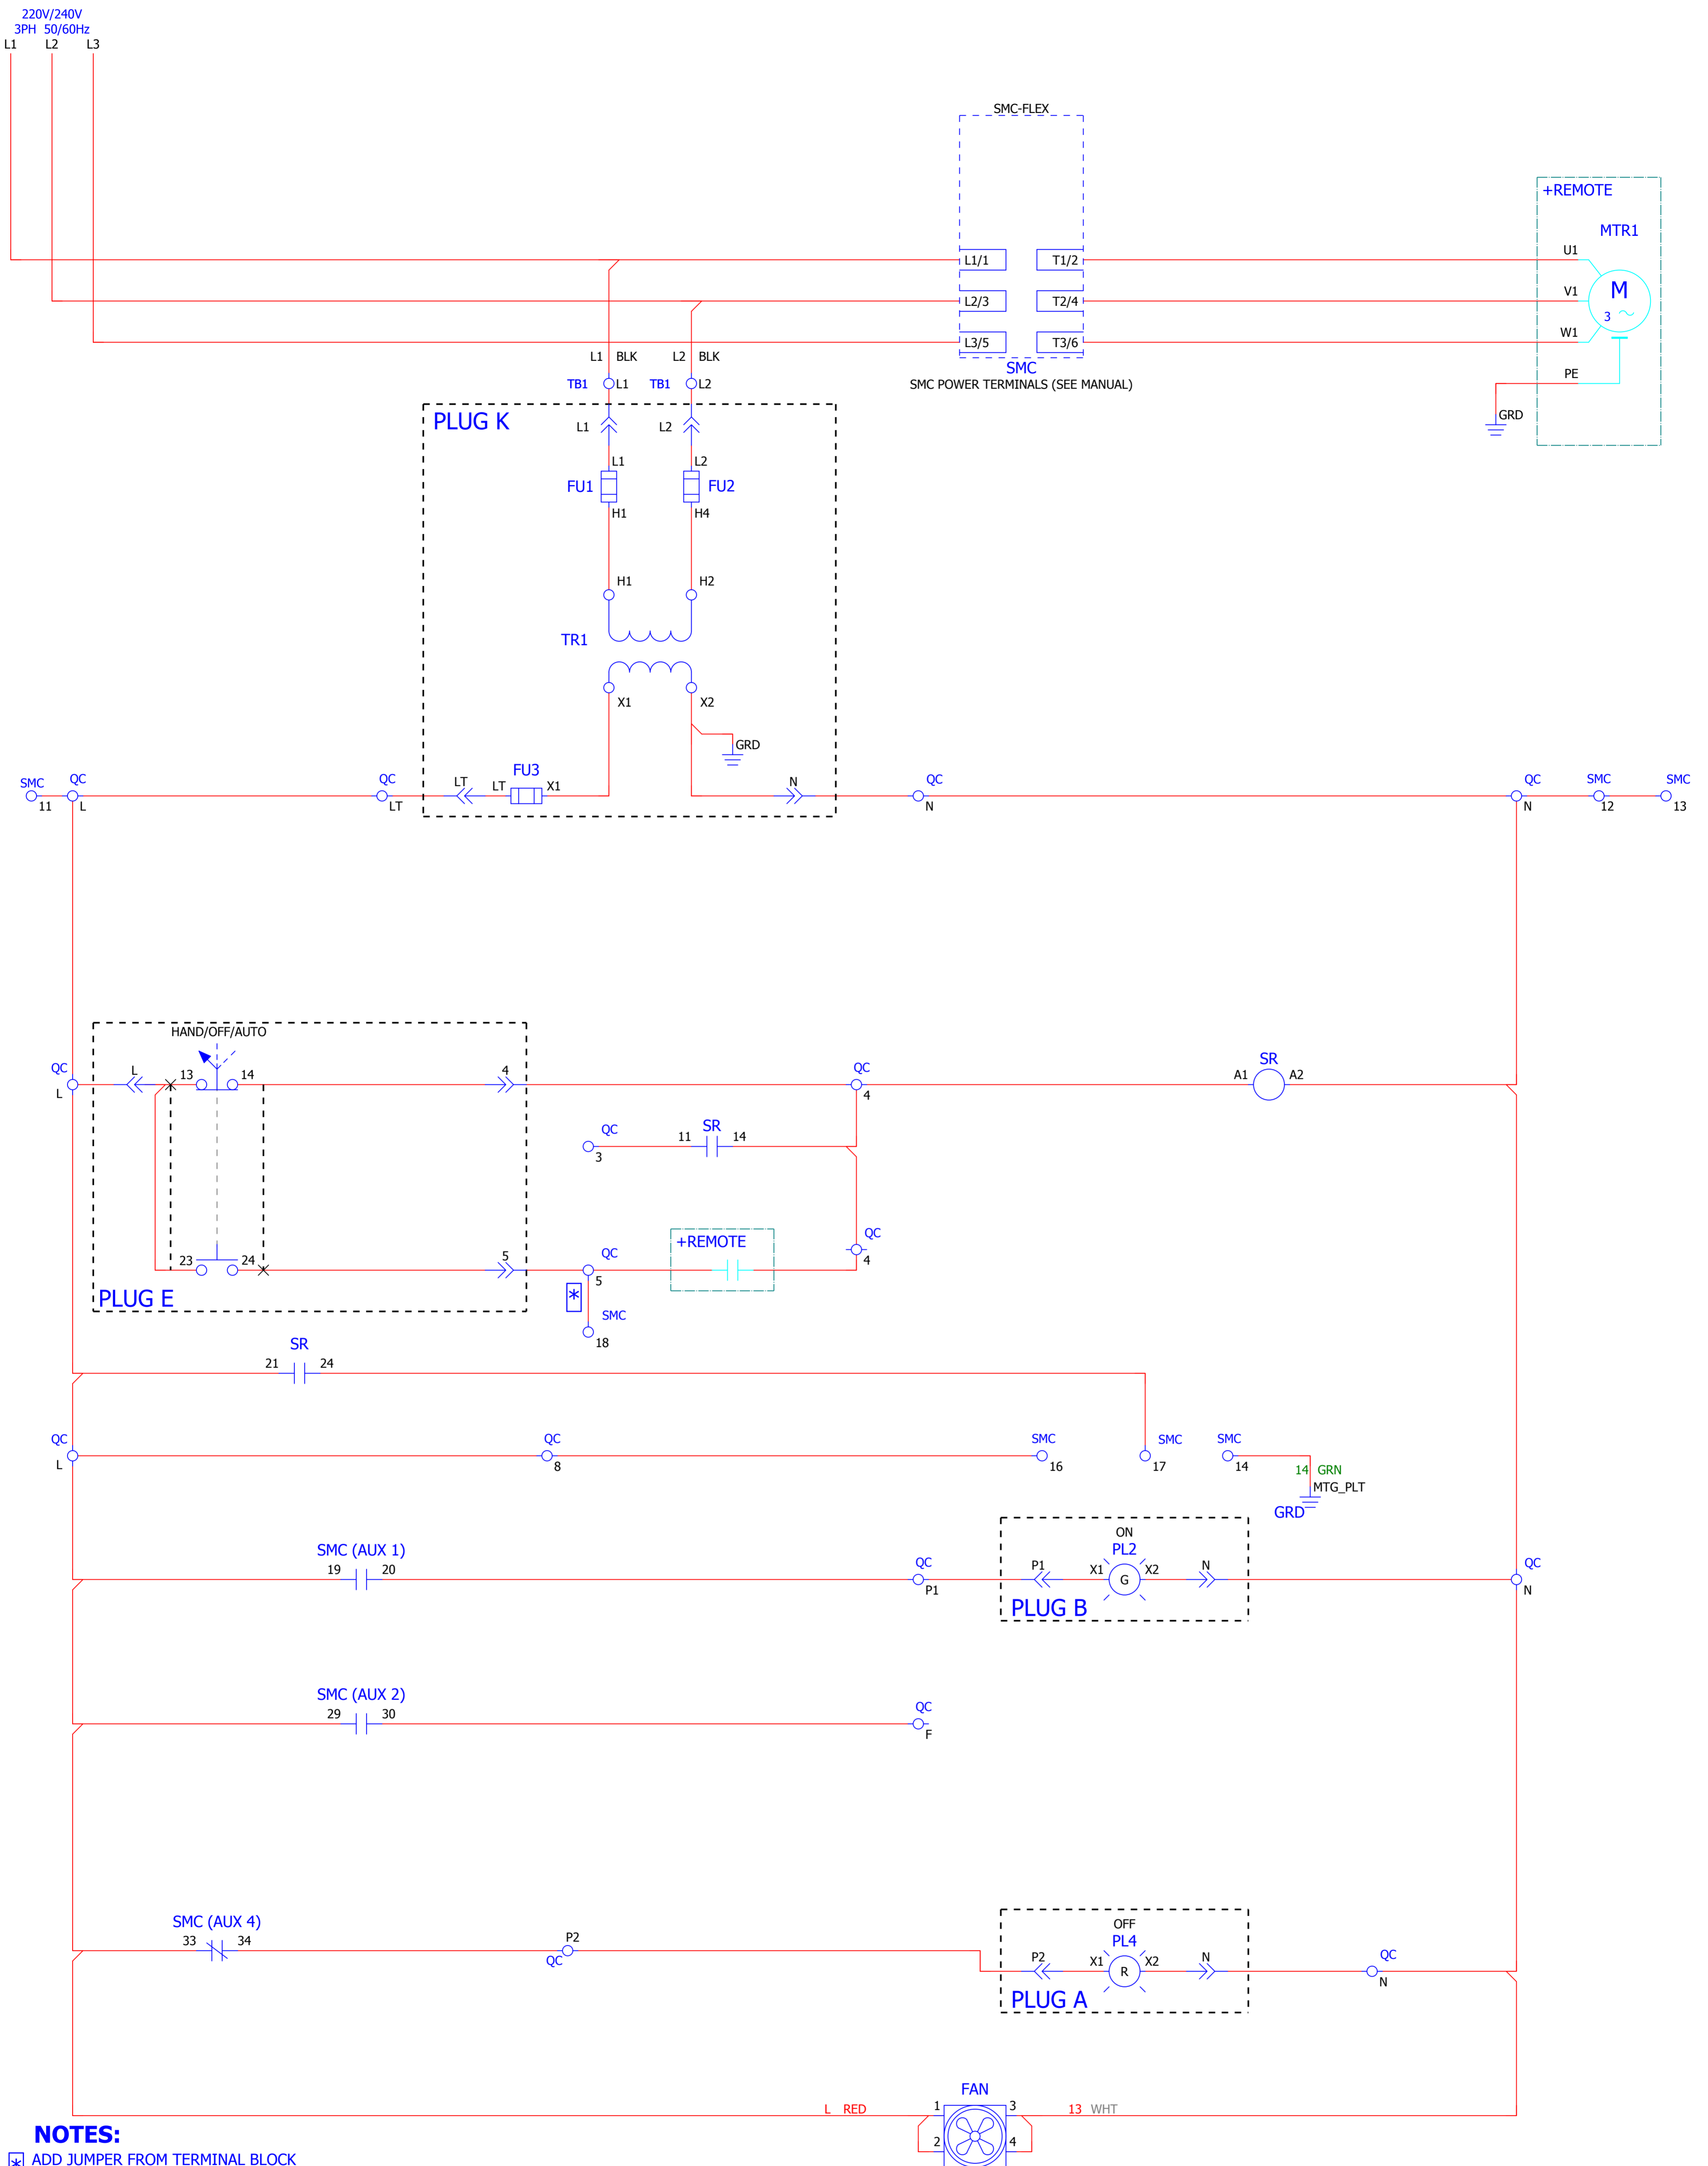 220V/240V
3PH 50/60Hz
L1 L2 L3
SMC-FLEX
+REMOTE
MTR1
L1/1 T1/2 U1
L2/3 T2/4 V1
M
3
L3/5 T3/6 W1
SMC
SMC POWER TERMINALS (SEE MANUAL)
PE
GRD
L1 BLK L2 BLK
TB1 L1 TB1 L2
PLUG K
L1 L2
L1 L2
FU1 FU2
H1 H4
H1 H2
TR1
X1 X2
GRD
FU3
SMC QC QC LT LT X1 N QC QC SMC SMC
11 L LT N N 12 13
HAND/OFF/AUTO
QC L 13 14 4 QC SR
L 4 A1 A2
QC 11 SR 14
3
+REMOTE QC
4
23 24 5 QC
5
PLUG E
*
SMC
18
SR
21 24
QC QC SMC SMC SMC
L 8 16 17 14
14 GRN
MTG_PLT
GRD
SMC (AUX 1)
19 20
ON
PL2
QC P1 X1 G X2 N QC
P1 N
PLUG B
SMC (AUX 2)
29 30
QC
F
SMC (AUX 4)
33 34
P2
QC
OFF
PL4
P2 X1 R X2 N QC
N
PLUG A
FAN
L RED 1 3 13 WHT
2 4
NOTES:
* ADD JUMPER FROM TERMINAL BLOCK